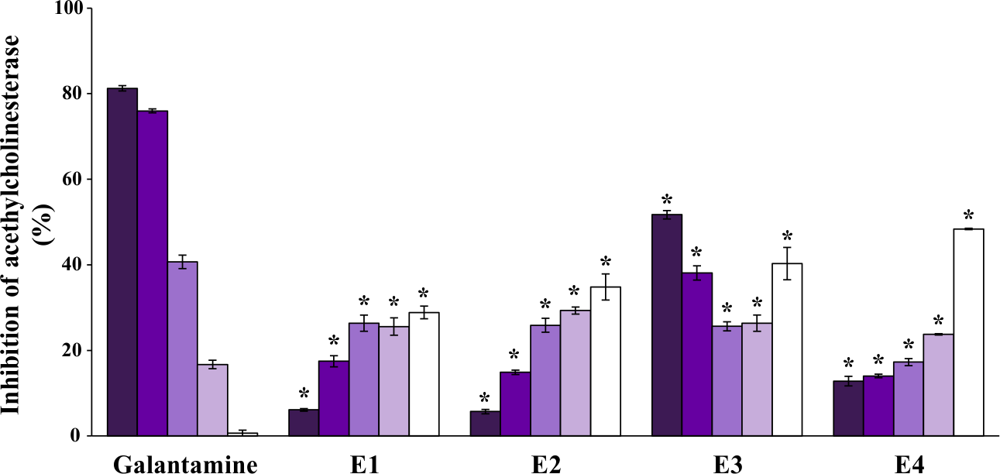 Inhibition of acethylcholinesterase
(%)
100
80
60
40
20
0
* * * * *
* * * * *
* * * * *
* * * * *
Galantamine E1 E2 E3 E4